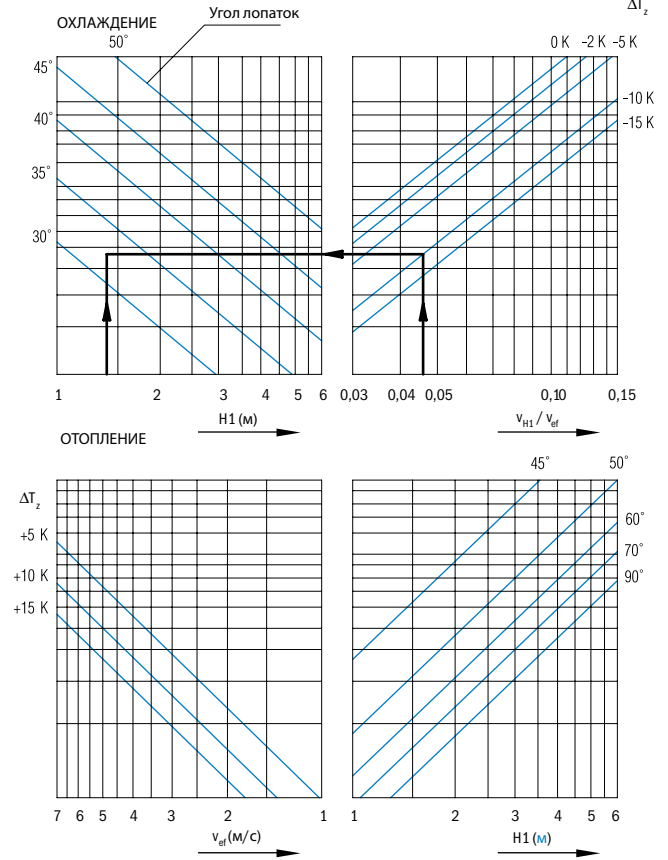 ОХЛАЖДЕНИЕ
Угол лопаток
ΔTz
50°
45°
40°
35°
30°
0 K -2 K -5 K
-10 K
-15 K
1 2 3 4 5 6
H1 (м)
0,03 0,04 0,05 0,10 0,15
vH1 / vef
ОТОПЛЕНИЕ
ΔTz
+5 K
+10 K
+15 K
45° 50°
60°
70°
90°
7 6 5 4 3 2 1
vef (м/с)
1 2 3 4 5 6
H1 (м)